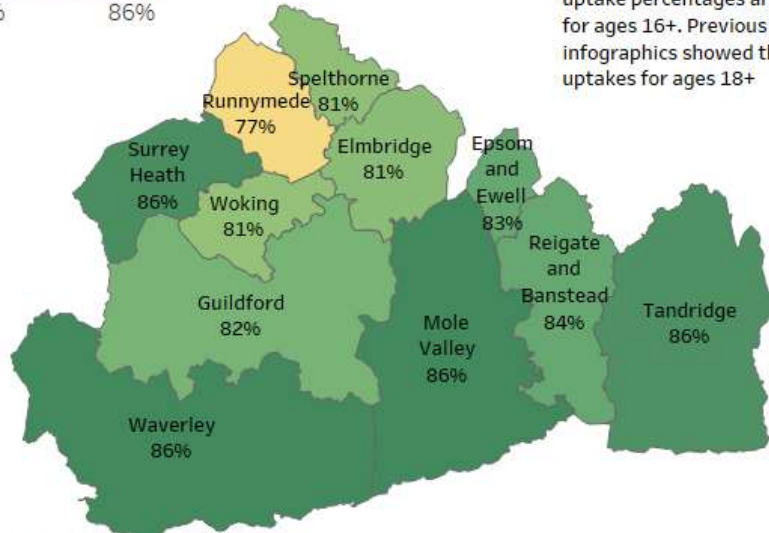 %
86%
uptake percentages ar
for ages 16+. Previous
infographics showed th
uptakes for ages 18+
Spelthorne
81%
Runnymede
77%
Elmbridge
81%
Epsom
and
Ewell
83%
Surrey
Heath
86%
Woking
81%
Reigate
and
Banstead
84%
Guildford
82%
Mole
Valley
86%
Tandridge
86%
Waverley
86%